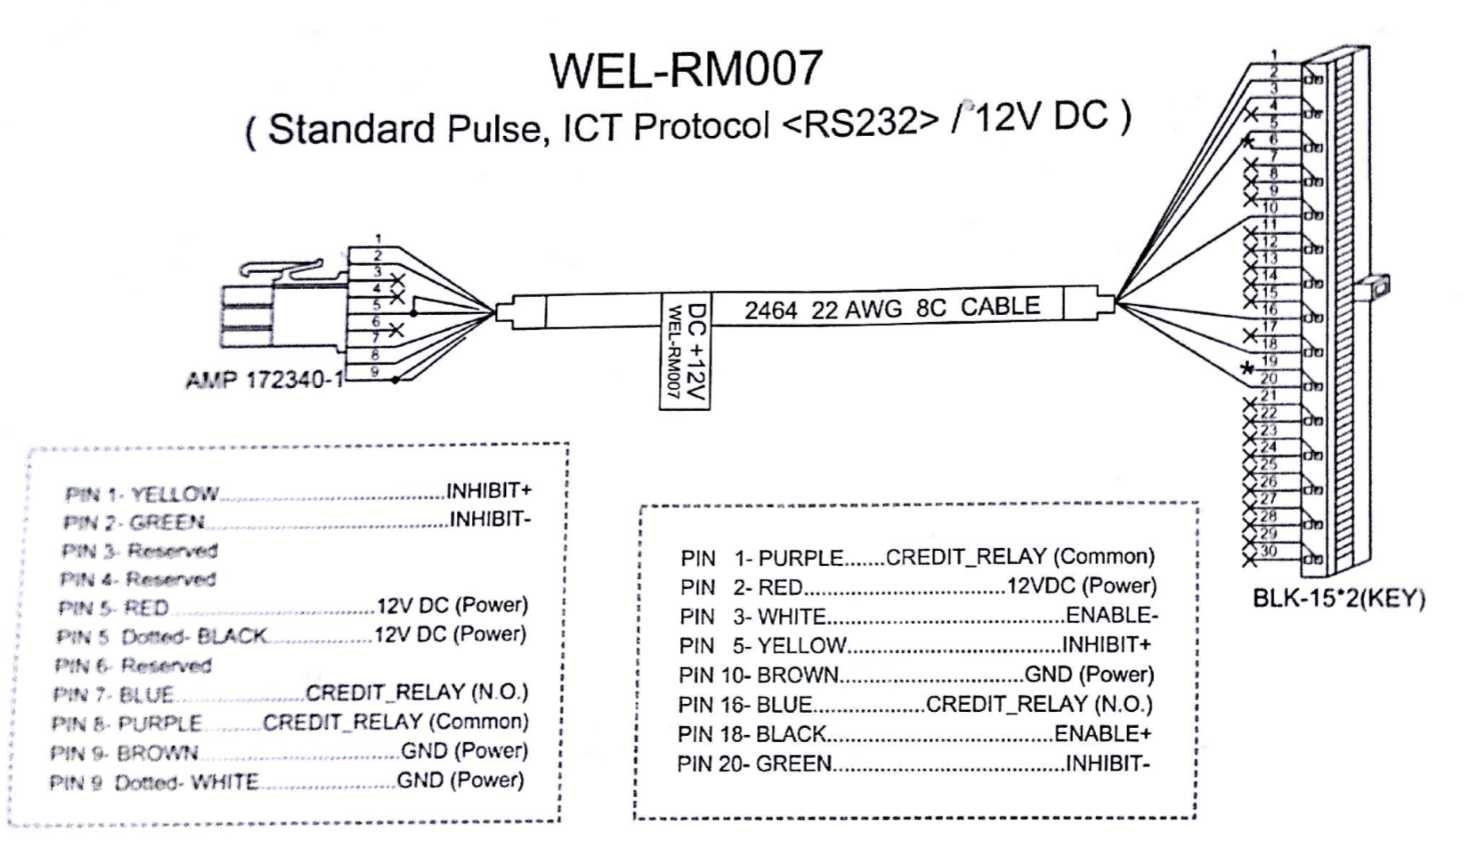 WEL-RM007
( Standard Pulse, ICT Protocol <RS232> / 12V DC )
1
2
3
4
5
6
7
8
9
AMP 172340-1
DC +12V
WEL-RM007
2464 22 AWG 8C CABLE
1
2
3
4
5
6
7
8
9
10
11
12
13
14
15
16
17
18
19
20
21
22
23
24
25
26
27
28
29
30
BLK-15*2(KEY)
PIN 1- YELLOW..............................INHIBIT+
PIN 2- GREEN................................INHIBIT-
PIN 3- Reserved
PIN 4- Reserved
PIN 5- RED..........................12V DC (Power)
PIN 5 Dotted- BLACK.............12V DC (Power)
PIN 6- Reserved
PIN 7- BLUE................CREDIT_RELAY (N.O.)
PIN 8- PURPLE.........CREDIT_RELAY (Common)
PIN 9- BROWN..........................GND (Power)
PIN 9 Dotted- WHITE.................GND (Power)
PIN 1- PURPLE......CREDIT_RELAY (Common)
PIN 2- RED..............................12VDC (Power)
PIN 3- WHITE...................................ENABLE-
PIN 5- YELLOW................................INHIBIT+
PIN 10- BROWN...........................GND (Power)
PIN 16- BLUE.................CREDIT_RELAY (N.O.)
PIN 18- BLACK.................................ENABLE+
PIN 20- GREEN..................................INHIBIT-